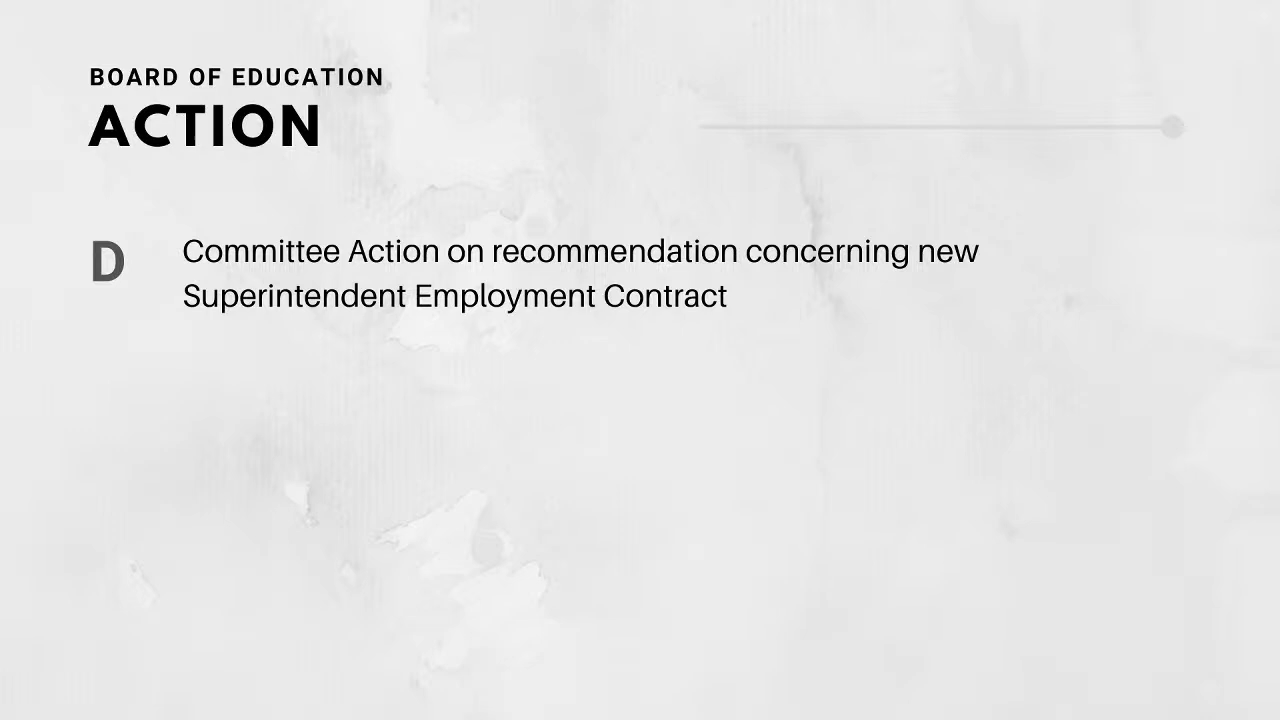 BOARD OF EDUCATION
ACTION
D
Committee Action on recommendation concerning new
Superintendent Employment Contract